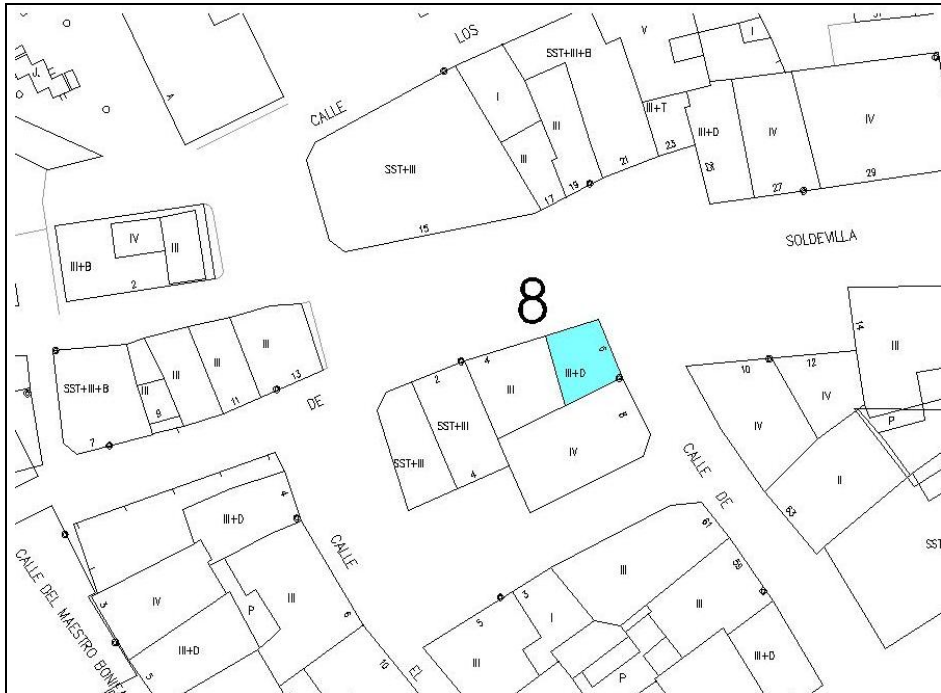 LOS
CALLE
A
J.
I
SST+III+B
V
I
III
III+T
III+D
IV
IV
SST+III
III
15
17
19
21
23
25
27
29
SOLDEVILLA
IV
III
III+B
2
8
14
III
SST+III+B
III
III
III
III
7
9
11
13
DE
2
4
6
III+D
III
SST+III
SST+III
4
8
IV
10
12
IV
IV
P
II
63
SST
CALLE DE
4
III+D
CALLE
IV
III
P
3
III+D
5
6
10
EL
CALLE DEL MAESTRO BONIFA
61
59
III
3
I
5
III
III
P
III+D